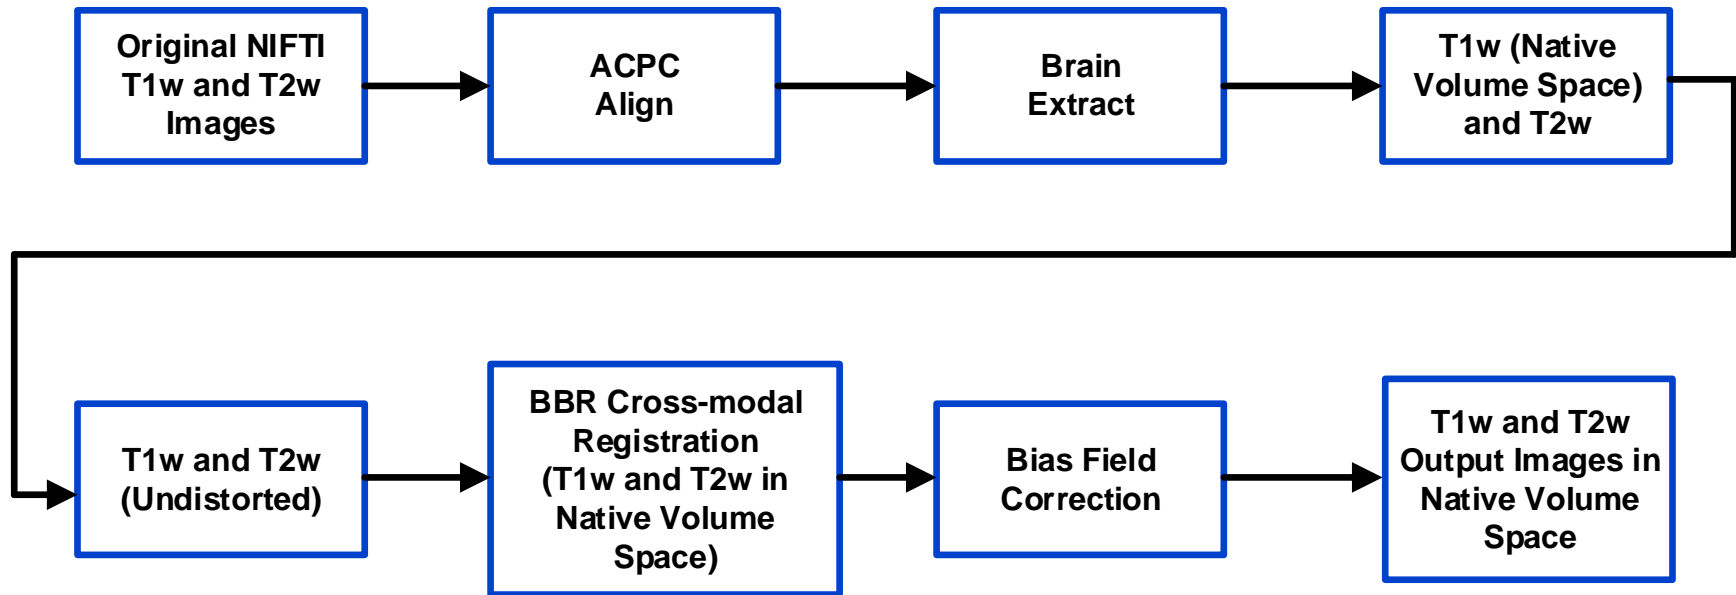 Original NIFTI
T1w and T2w
Images
ACPC
Align
Brain
Extract
T1w (Native
Volume Space)
and T2w
T1w and T2w
(Undistorted)
BBR Cross-modal
Registration
(T1w and T2w in
Native Volume
Space)
Bias Field
Correction
T1w and T2w
Output Images in
Native Volume
Space